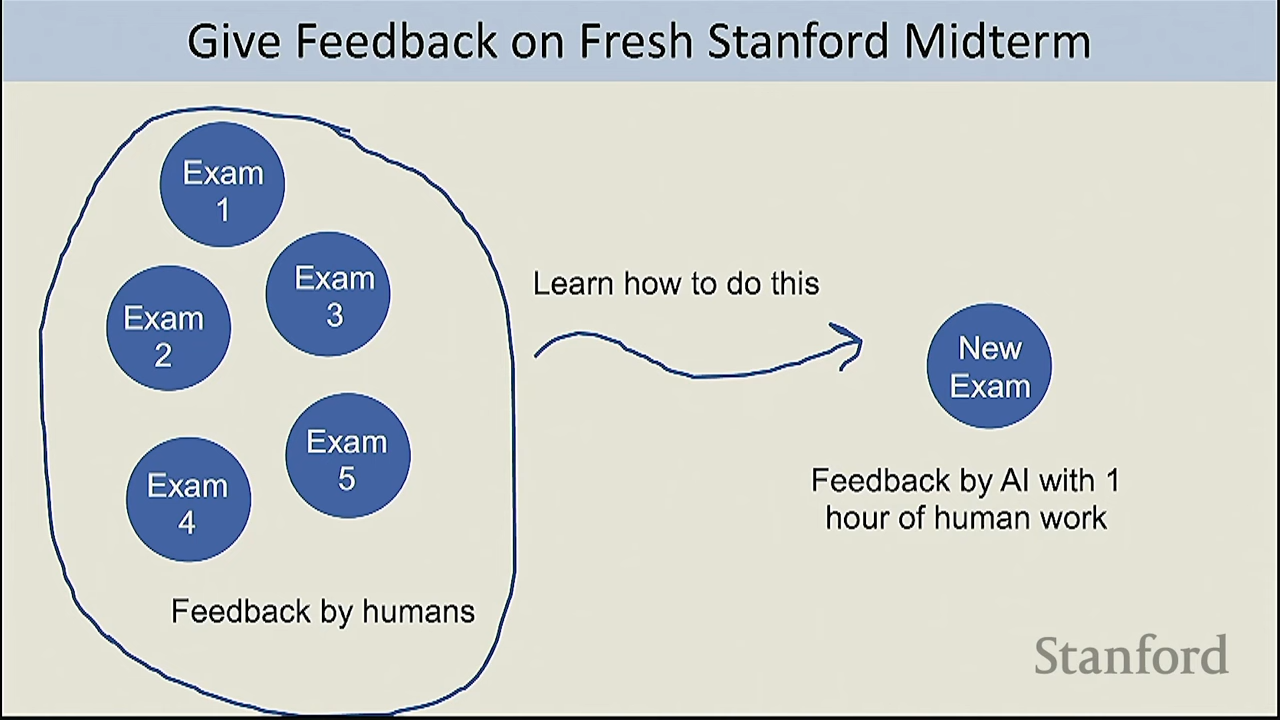 Give Feedback on Fresh Stanford Midterm
Exam
1
Exam
3
Exam
2
Exam
5
Exam
4
Feedback by humans
Learn how to do this
New
Exam
Feedback by AI with 1
hour of human work
Stanford